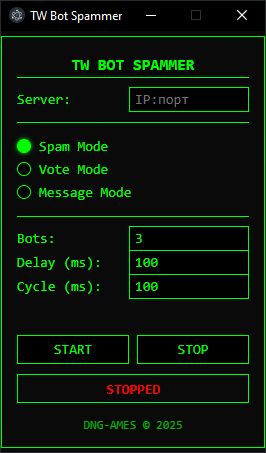 TW Bot Spammer
TW BOT SPAMMER
Server: IP:порт
Spam Mode
Vote Mode
Message Mode
Bots: 3
Delay (ms): 100
Cycle (ms): 100
START STOP
STOPPED
DNG-AMES © 2025